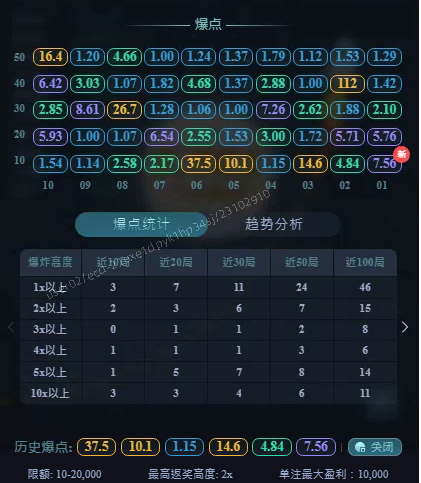 爆点
50 16.4 1.20 4.66 1.00 1.24 1.37 1.79 1.12 1.53 1.29
40 6.42 3.03 1.07 1.82 4.68 1.37 2.88 1.00 112 1.42
30 2.85 8.61 26.7 1.28 1.06 1.00 7.26 2.62 1.88 2.10
20 5.93 1.00 1.07 6.54 2.55 1.53 3.00 1.72 5.71 5.76
新
10 1.54 1.14 2.58 2.17 37.5 10.1 1.15 14.6 4.84 7.56
10 09 08 07 06 05 04 03 02 01
爆点统计 趋势分析
爆炸高度 近10局 近20局 近30局 近50局 近100局
1x以上 3 7 11 24 46
2x以上 2 3 6 7 15
3x以上 0 1 1 2 8
4x以上 1 1 1 3 6
5x以上 1 5 7 8 14
10x以上 3 3 4 6 11
历史爆点: 37.5 10.1 1.15 14.6 4.84 7.56 关闭
限额: 10-20,000 最高返奖高度: 2x 单注最大盈利：10,000